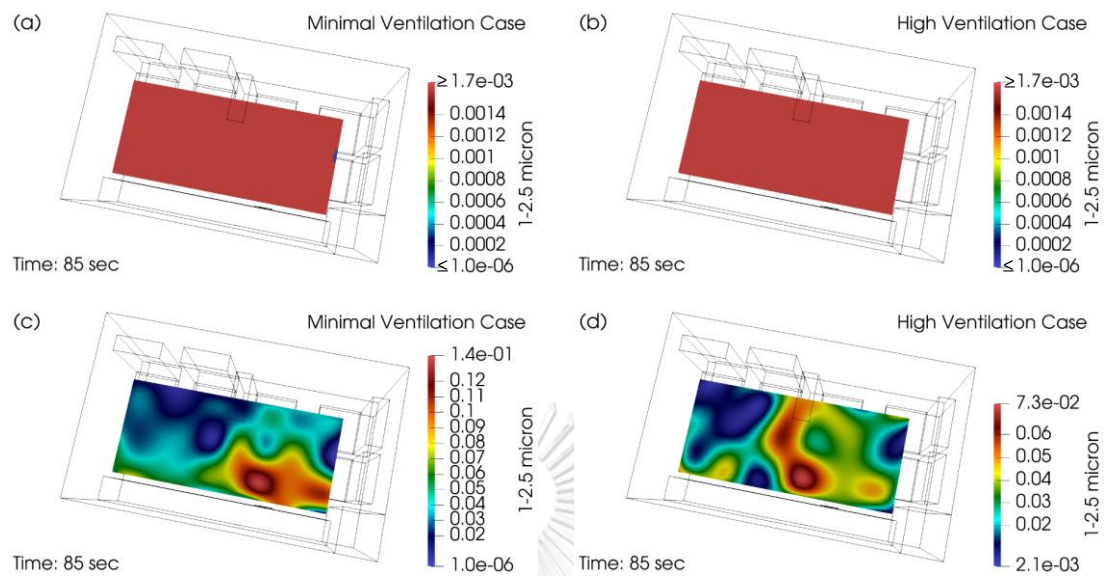 (a) Minimal Ventilation Case
≥ 1.7e-03
0.0014
0.0012
0.001
0.0008
0.0006
0.0004
0.0002
≤ 1.0e-06
1-2.5 micron
Time: 85 sec
(b) High Ventilation Case
≥ 1.7e-03
0.0014
0.0012
0.001
0.0008
0.0006
0.0004
0.0002
≤ 1.0e-06
1-2.5 micron
Time: 85 sec
(c) Minimal Ventilation Case
1.4e-01
0.12
0.11
0.1
0.09
0.08
0.07
0.06
0.05
0.04
0.03
0.02
1.0e-06
1-2.5 micron
Time: 85 sec
(d) High Ventilation Case
7.3e-02
0.06
0.05
0.04
0.03
0.02
2.1e-03
1-2.5 micron
Time: 85 sec